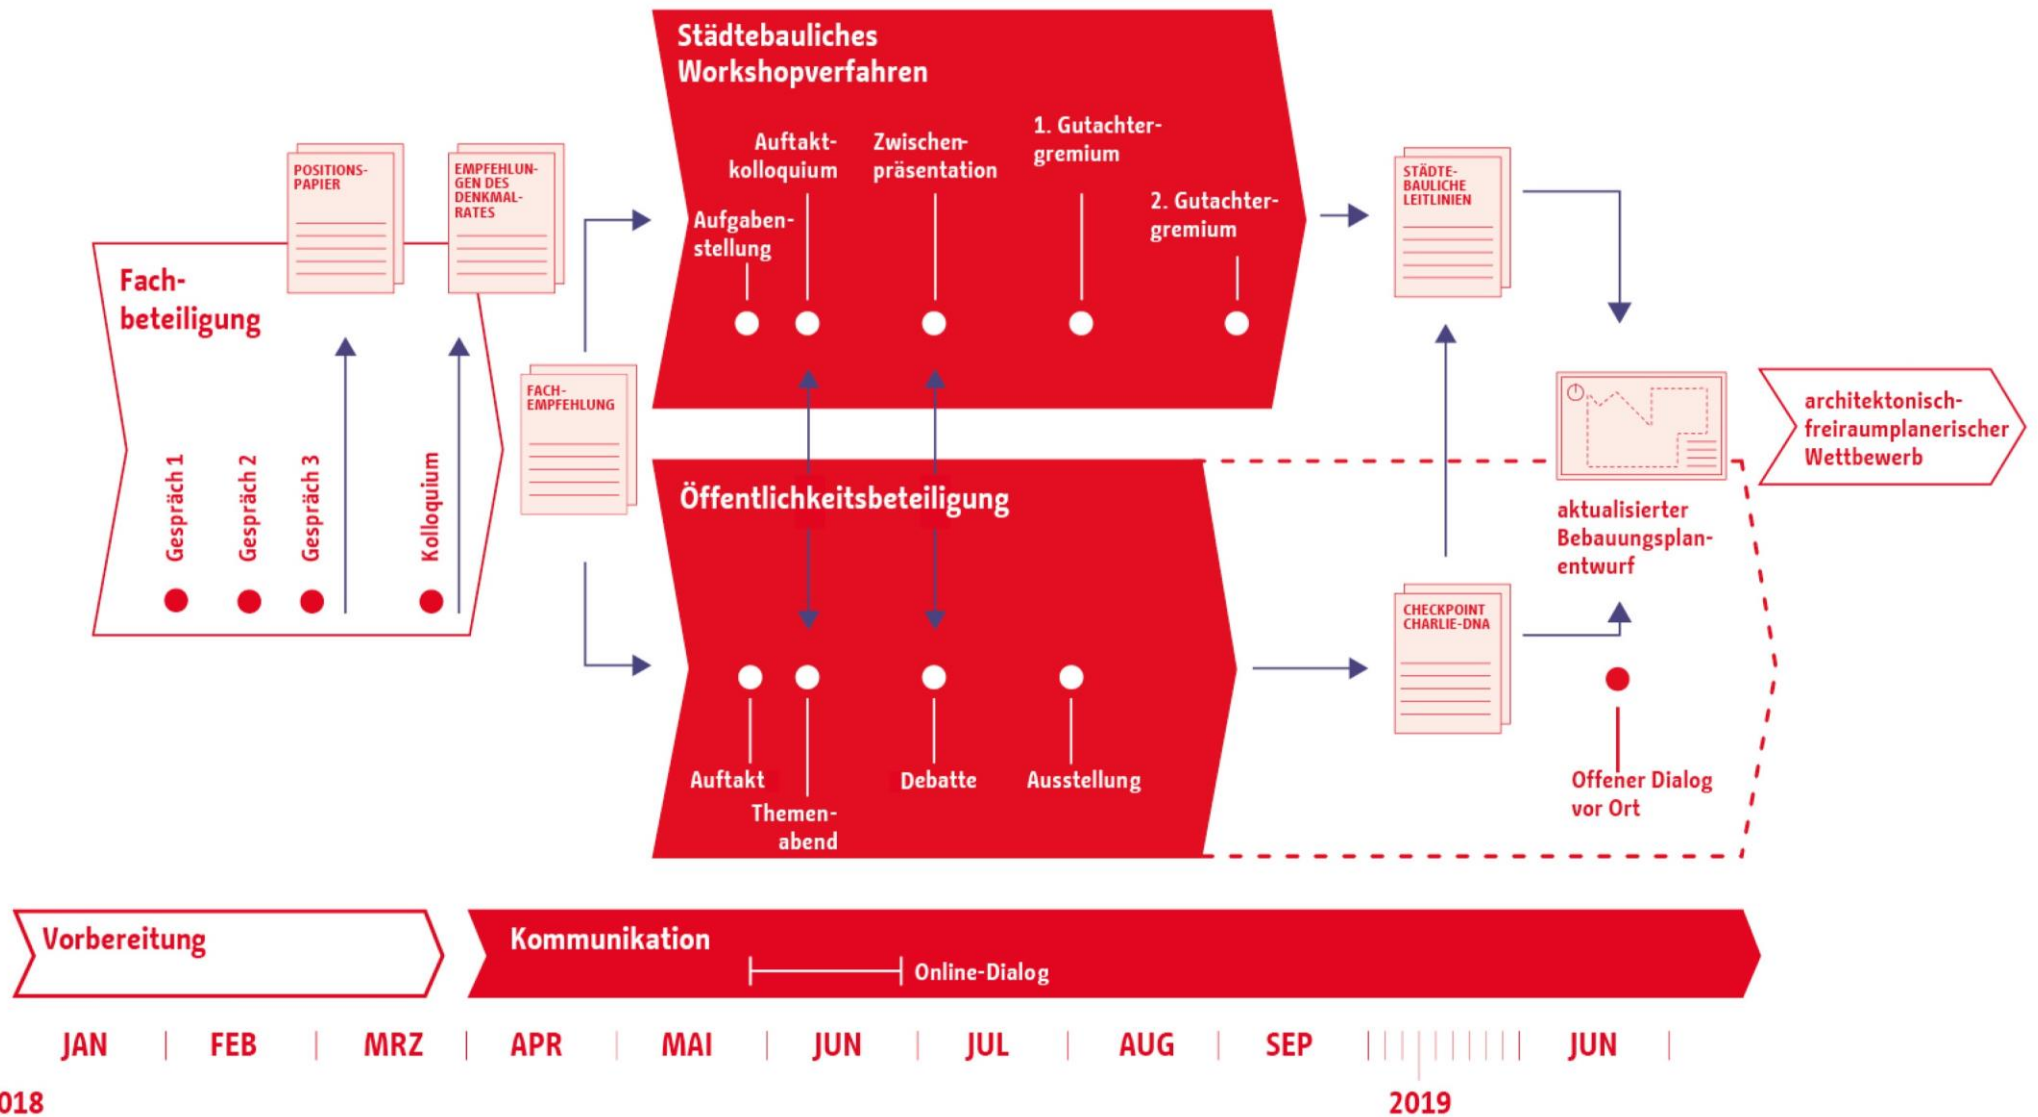 Städtebauliches
Workshopverfahren
Auftakt-
kolloquium
Zwischen-
präsentation
1. Gutachter-
gremium
2. Gutachter-
gremium
Aufgaben-
stellung
POSITIONS-
PAPIER
EMPFEHLUN-
GEN DES
DENKMAL-
RATES
Fach-
beteiligung
Gespräch 1
Gespräch 2
Gespräch 3
Kolloquium
FACH-
EMPFEHLUNG
STÄDTE-
BAULICHE
LEITLINIEN
architektonisch-
freiraumplanerischer
Wettbewerb
Öffentlichkeitsbeteiligung
aktualisierter
Bebauungsplan-
entwurf
CHECKPOINT
CHARLIE-DNA
Auftakt
Themen-
abend
Debatte
Ausstellung
Offener Dialog
vor Ort
Vorbereitung
Kommunikation
Online-Dialog
JAN | FEB | MRZ | APR | MAI | JUN | JUL | AUG | SEP | JUN
018
2019